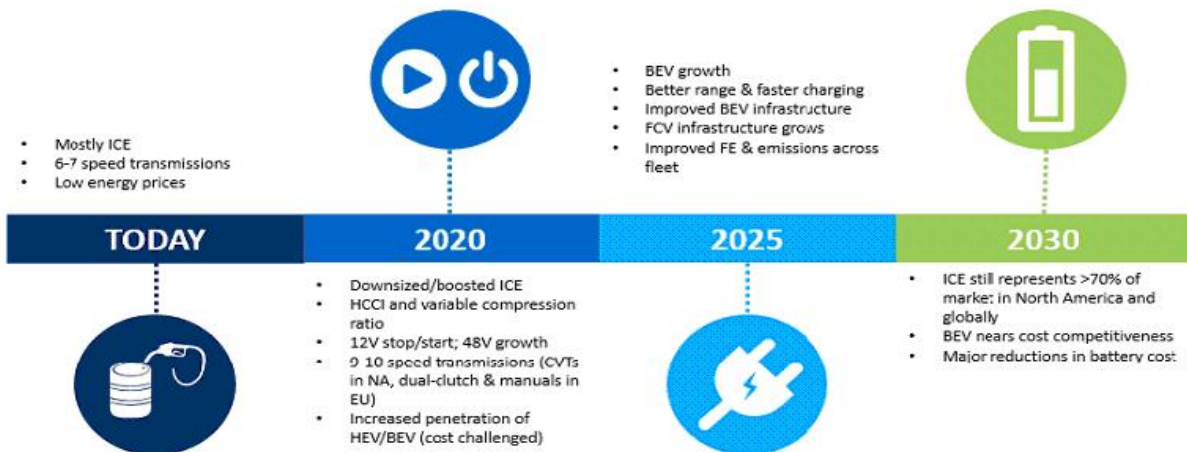 • Mostly ICE
• 6-7 speed transmissions
• Low energy prices
TODAY
2020
• Downsized/boosted ICE
• HCCI and variable compression
ratio
• 12V stop/start; 48V growth
• 9-10 speed transmissions (CVTs
in NA, dual-clutch & manuals in
EU)
• Increased penetration of
HEV/BEV (cost challenged)
• BEV growth
• Better range & faster charging
• Improved BEV infrastructure
• FCV infrastructure grows
• Improved FE & emissions across
fleet
2025
2030
• ICE still represents >70% of
market in North America and
globally
• BEV nears cost competitiveness
• Major reductions in battery cost